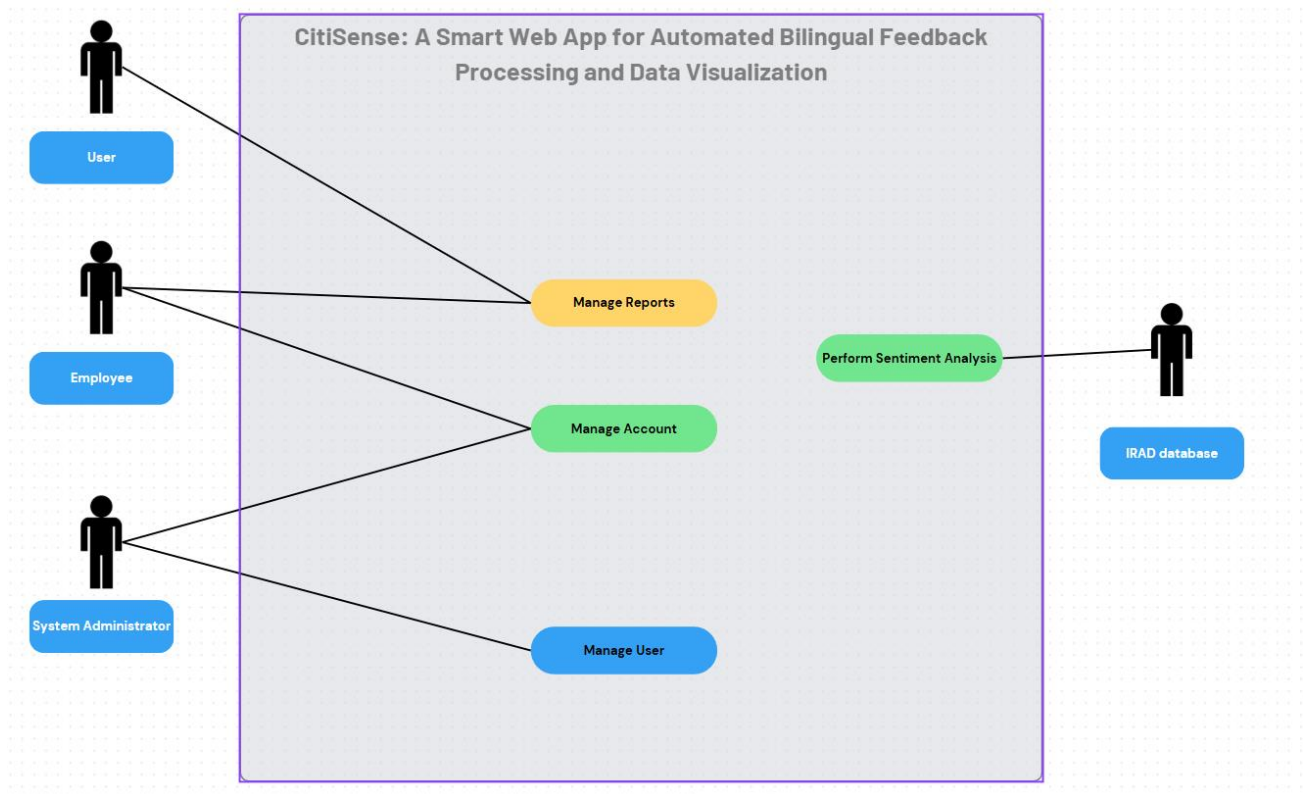 CitiSense: A Smart Web App for Automated Bilingual Feedback
Processing and Data Visualization
User
Employee
System Administrator
Manage Reports
Manage Account
Manage User
Perform Sentiment Analysis
IRAD database